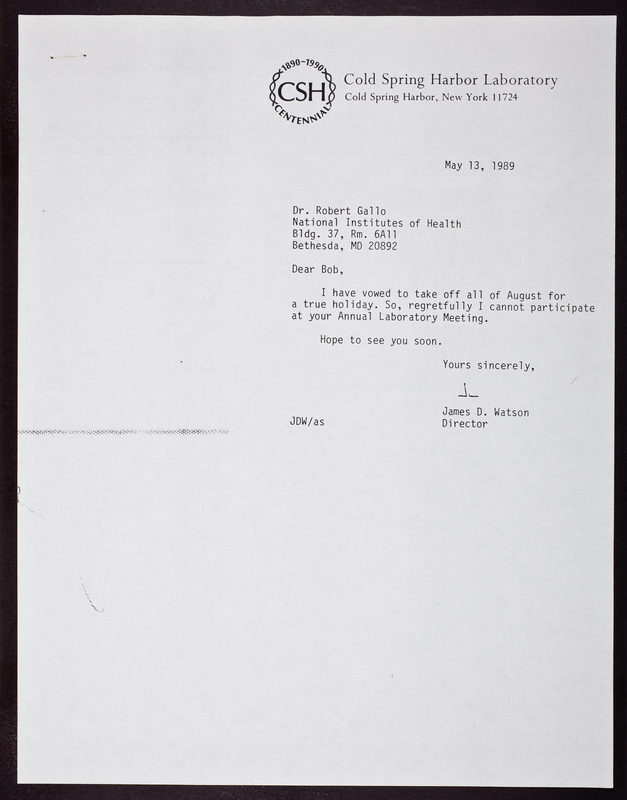 1890-1990
CSH
CENTENNIAL
Cold Spring Harbor Laboratory
Cold Spring Harbor, New York 11724
May 13, 1989
Dr. Robert Gallo
National Institutes of Health
Bldg. 37, Rm. 6A11
Bethesda, MD 20892
Dear Bob,
I have vowed to take off all of August for
a true holiday. So, regretfully I cannot participate
at your Annual Laboratory Meeting.
Hope to see you soon.
Yours sincerely,
James D. Watson
JDW/as
Director